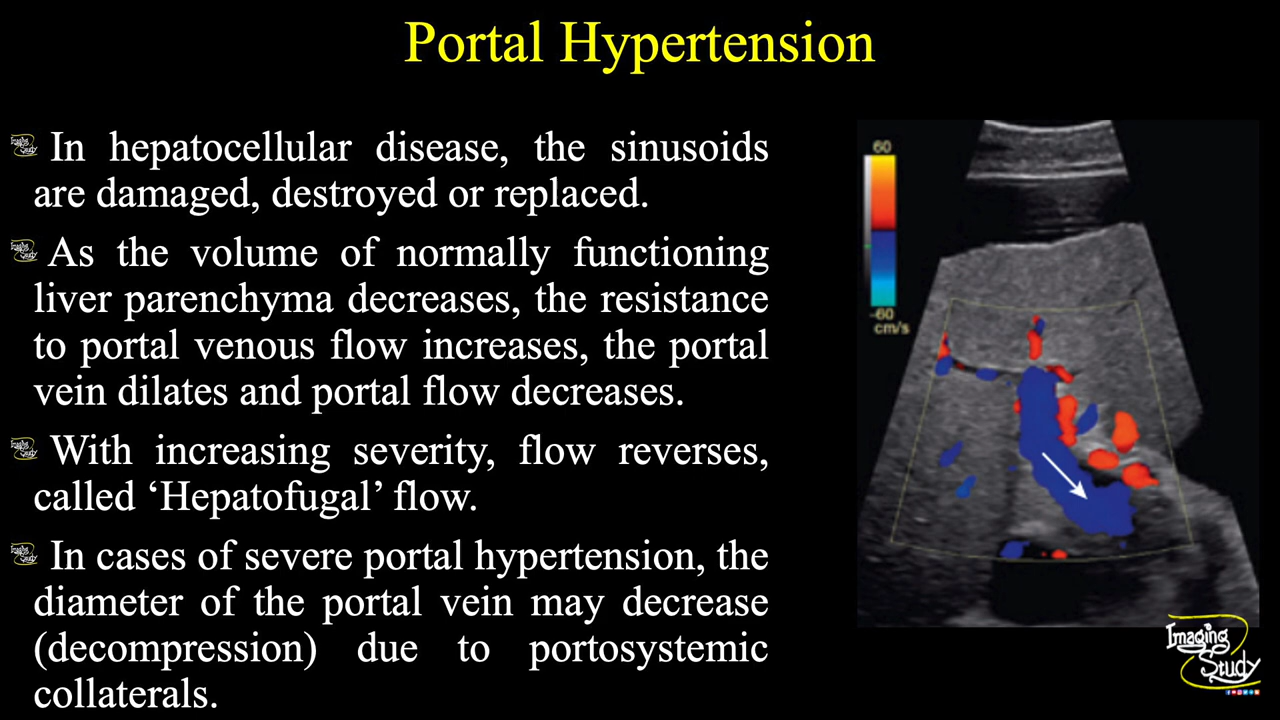 Portal Hypertension
In hepatocellular disease, the sinusoids
are damaged, destroyed or replaced.
As the volume of normally functioning
liver parenchyma decreases, the resistance
to portal venous flow increases, the portal
vein dilates and portal flow decreases.
With increasing severity, flow reverses,
called ‘Hepatofugal’ flow.
In cases of severe portal hypertension, the
diameter of the portal vein may decrease
(decompression) due to portosystemic
collaterals.
60
-60
cm/s
Imaging
Study